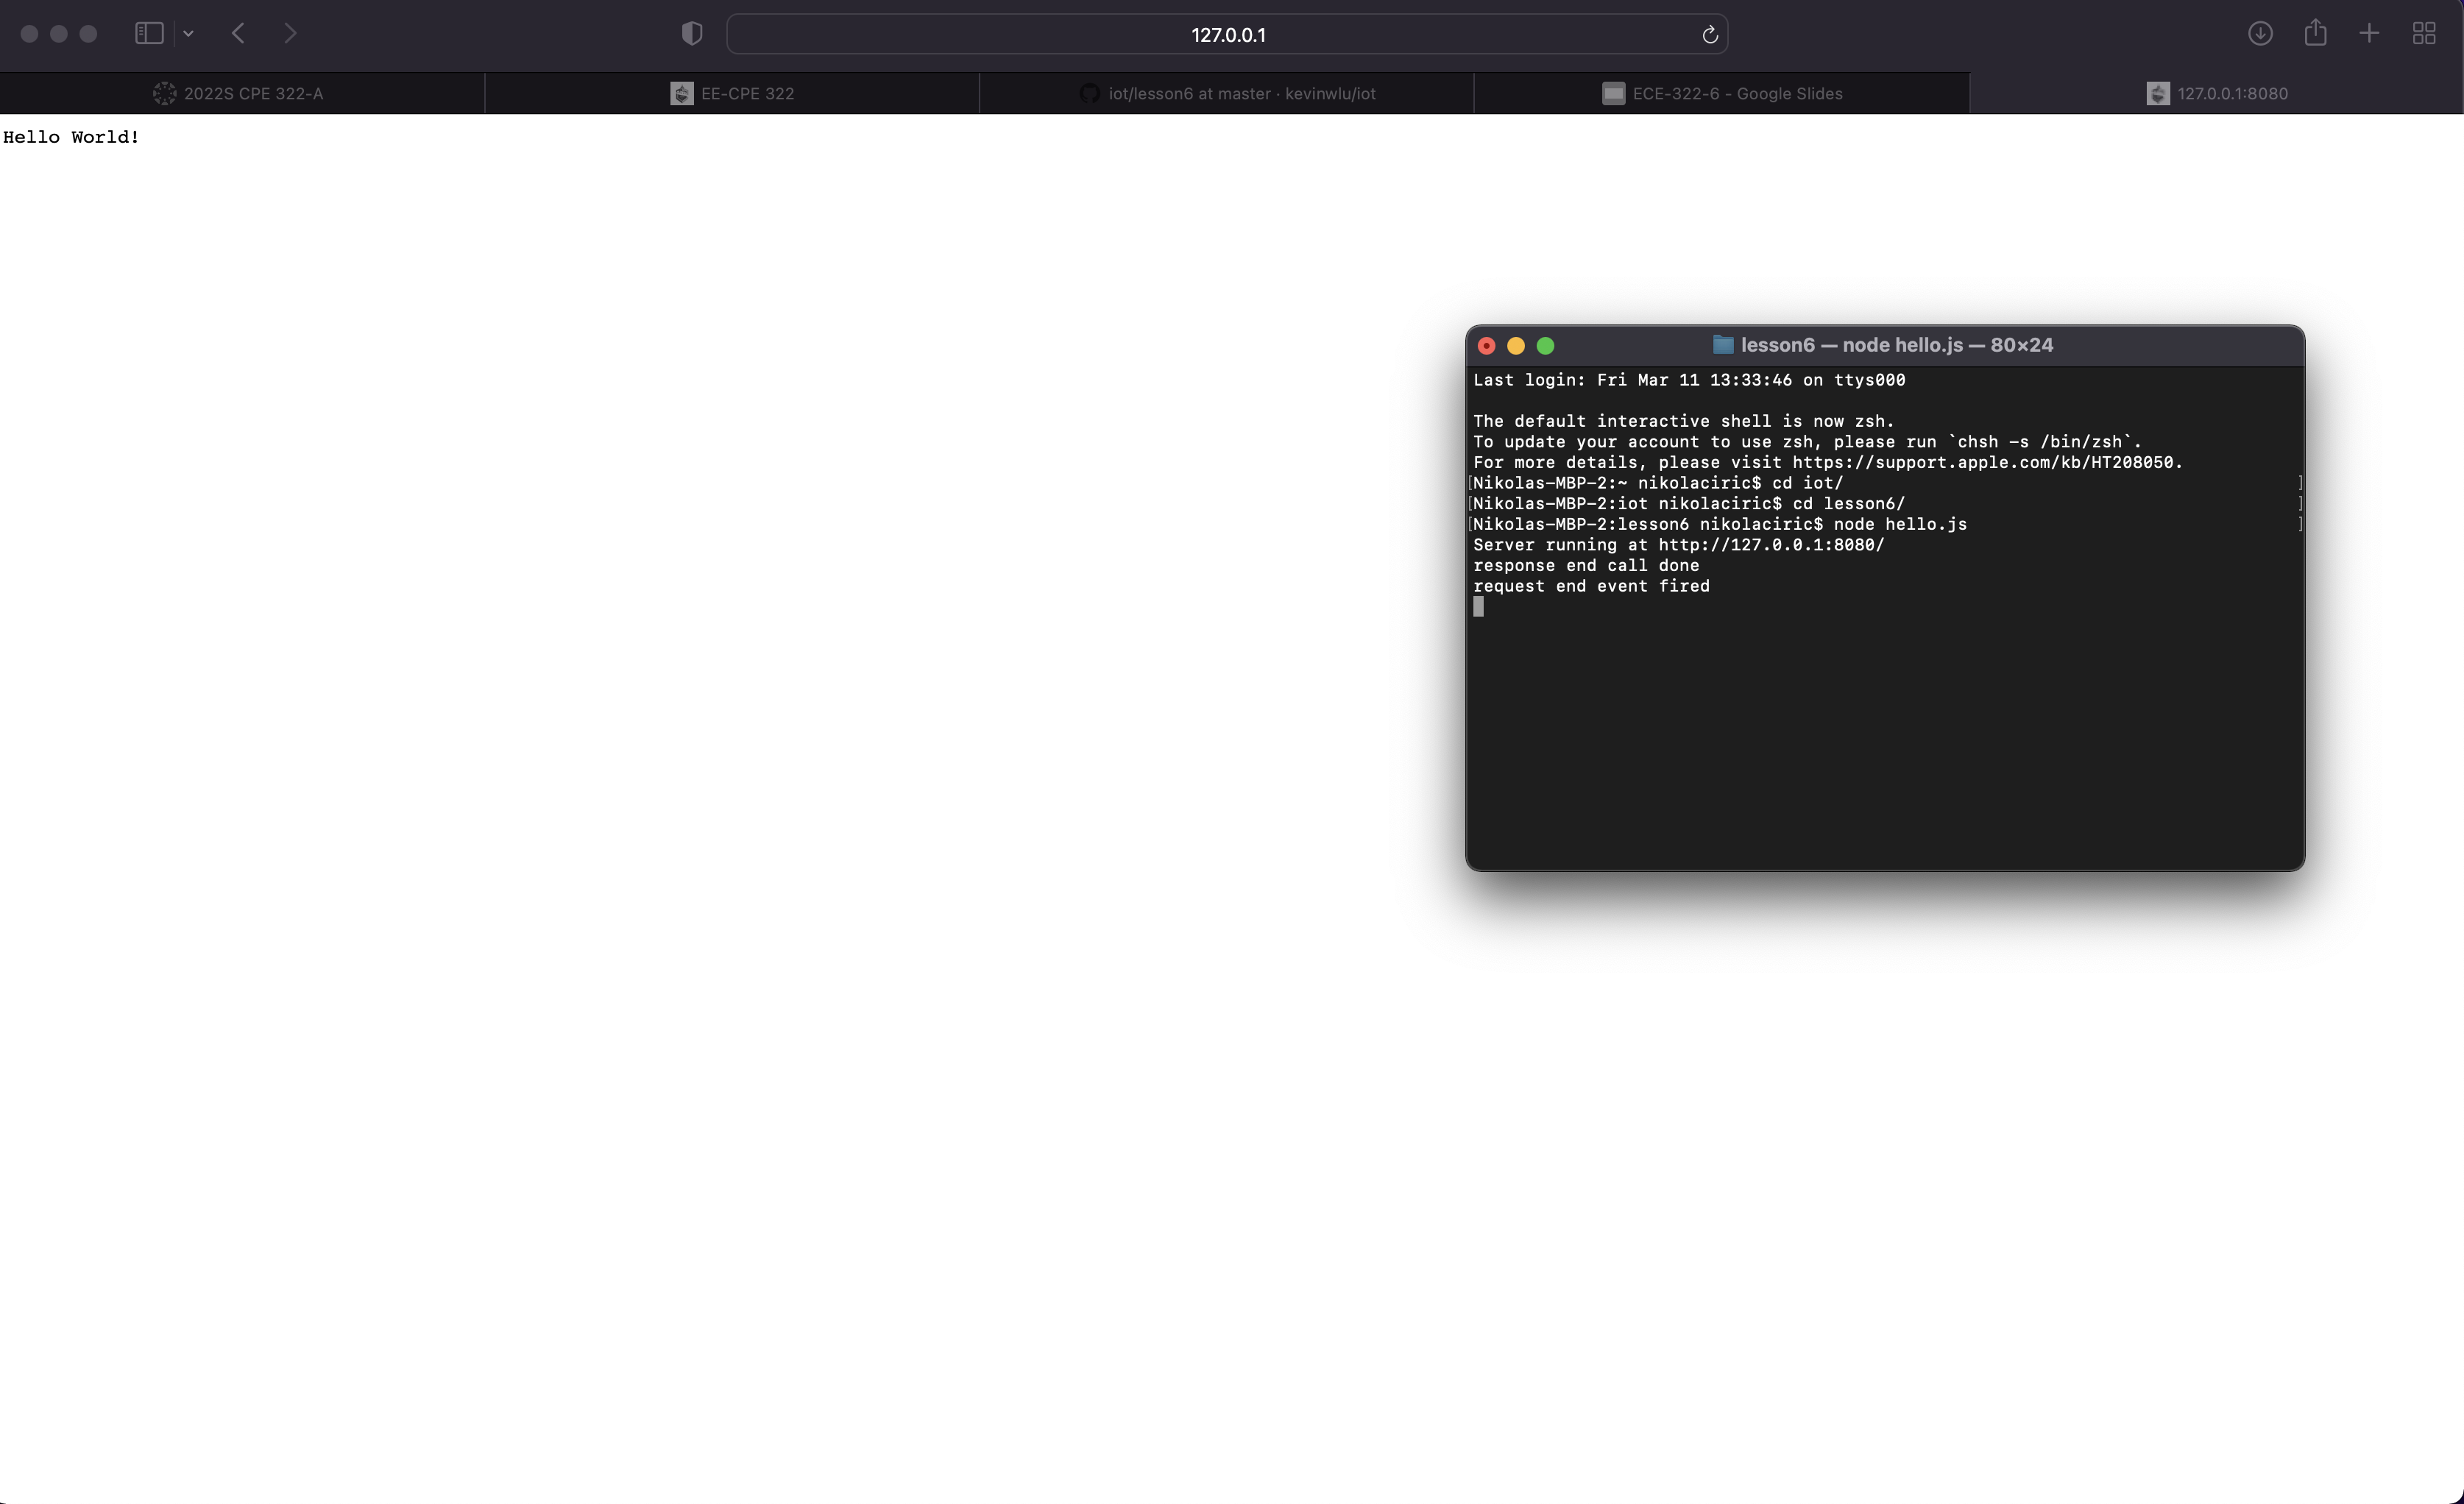 127.0.0.1
2022S CPE 322-A
EE-CPE 322
iot/lesson6 at master · kevinwlu/iot
ECE-322-6 - Google Slides
127.0.0.1:8080
Hello World!
lesson6 — node hello.js — 80×24
Last login: Fri Mar 11 13:33:46 on ttys000
The default interactive shell is now zsh.
To update your account to use zsh, please run `chsh -s /bin/zsh`.
For more details, please visit https://support.apple.com/kb/HT208050.
[Nikolas-MBP-2:~ nikolaciric$ cd iot/ ]
[Nikolas-MBP-2:iot nikolaciric$ cd lesson6/ ]
[Nikolas-MBP-2:lesson6 nikolaciric$ node hello.js ]
Server running at http://127.0.0.1:8080/
response end call done
request end event fired